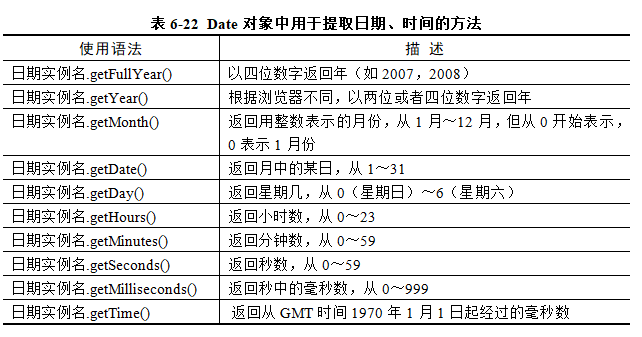 表 6-22 Date 对象中用于提取日期、时间的方法
使用语法 描 述
日期实例名.getFullYear() 以四位数字返回年（如 2007，2008）
日期实例名.getYear() 根据浏览器不同，以两位或者四位数字返回年
日期实例名.getMonth() 返回用整数表示的月份，从 1 月～12 月，但从 0 开始表示，
0 表示 1 月份
日期实例名.getDate() 返回月中的某日，从 1～31
日期实例名.getDay() 返回星期几，从 0（星期日）～6（星期六）
日期实例名.getHours() 返回小时数，从 0～23
日期实例名.getMinutes() 返回分钟数，从 0～59
日期实例名.getSeconds() 返回秒数，从 0～59
日期实例名.getMilliseconds() 返回秒中的毫秒数，从 0～999
日期实例名.getTime() 返回从 GMT 时间 1970 年 1 月 1 日起经过的毫秒数